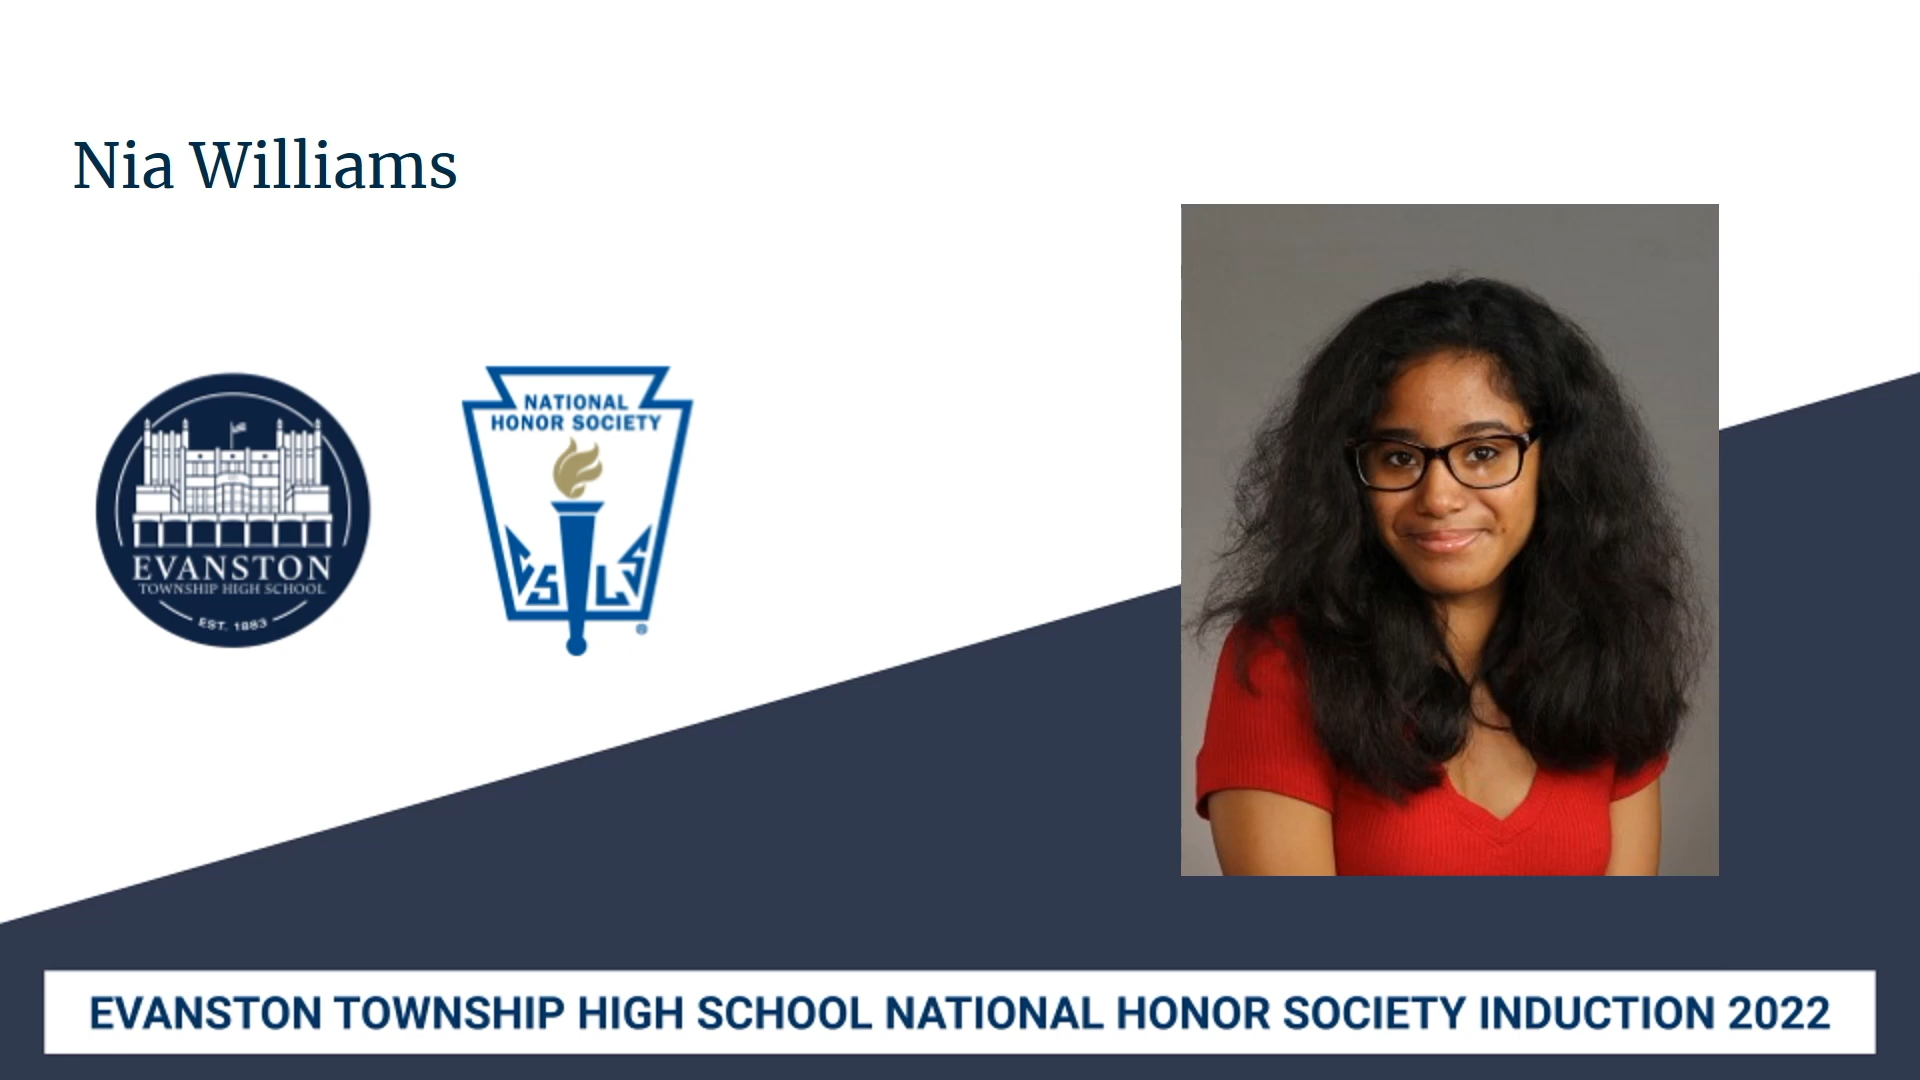 Nia Williams
NATIONAL
HONOR SOCIETY
C S L S
®
EVANSTON
TOWNSHIP HIGH SCHOOL
EST. 1883
EVANSTON TOWNSHIP HIGH SCHOOL NATIONAL HONOR SOCIETY INDUCTION 2022